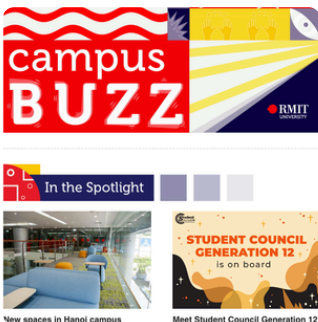 campus
BUZZ
RMIT
UNIVERSITY
In the Spotlight
STUDENT COUNCIL
GENERATION 12
is on board
New spaces in Hanoi campus
Meet Student Council Generation 12